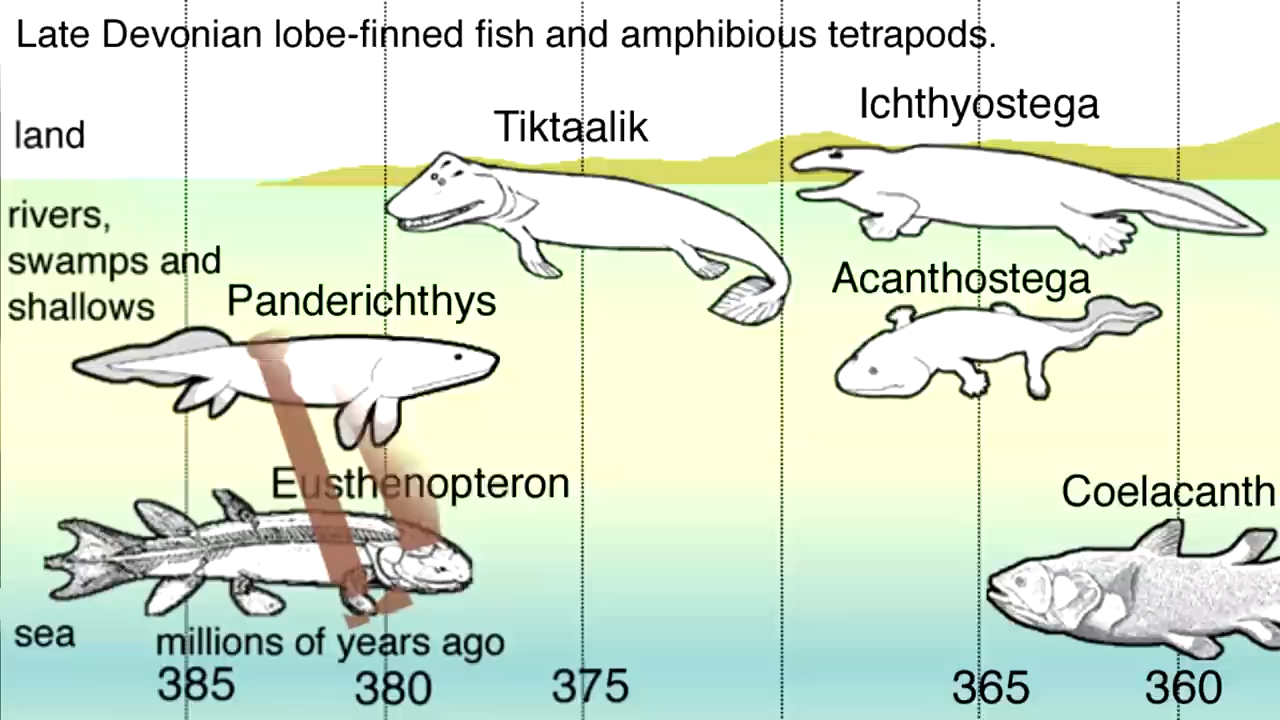 Late Devonian lobe-finned fish and amphibious tetrapods.
Ichthyostega
Tiktaalik
land
rivers,
swamps and
shallows
Acanthostega
Panderichthys
Eusthenopteron
Coelacanth
sea
millions of years ago
385 380 375 365 360